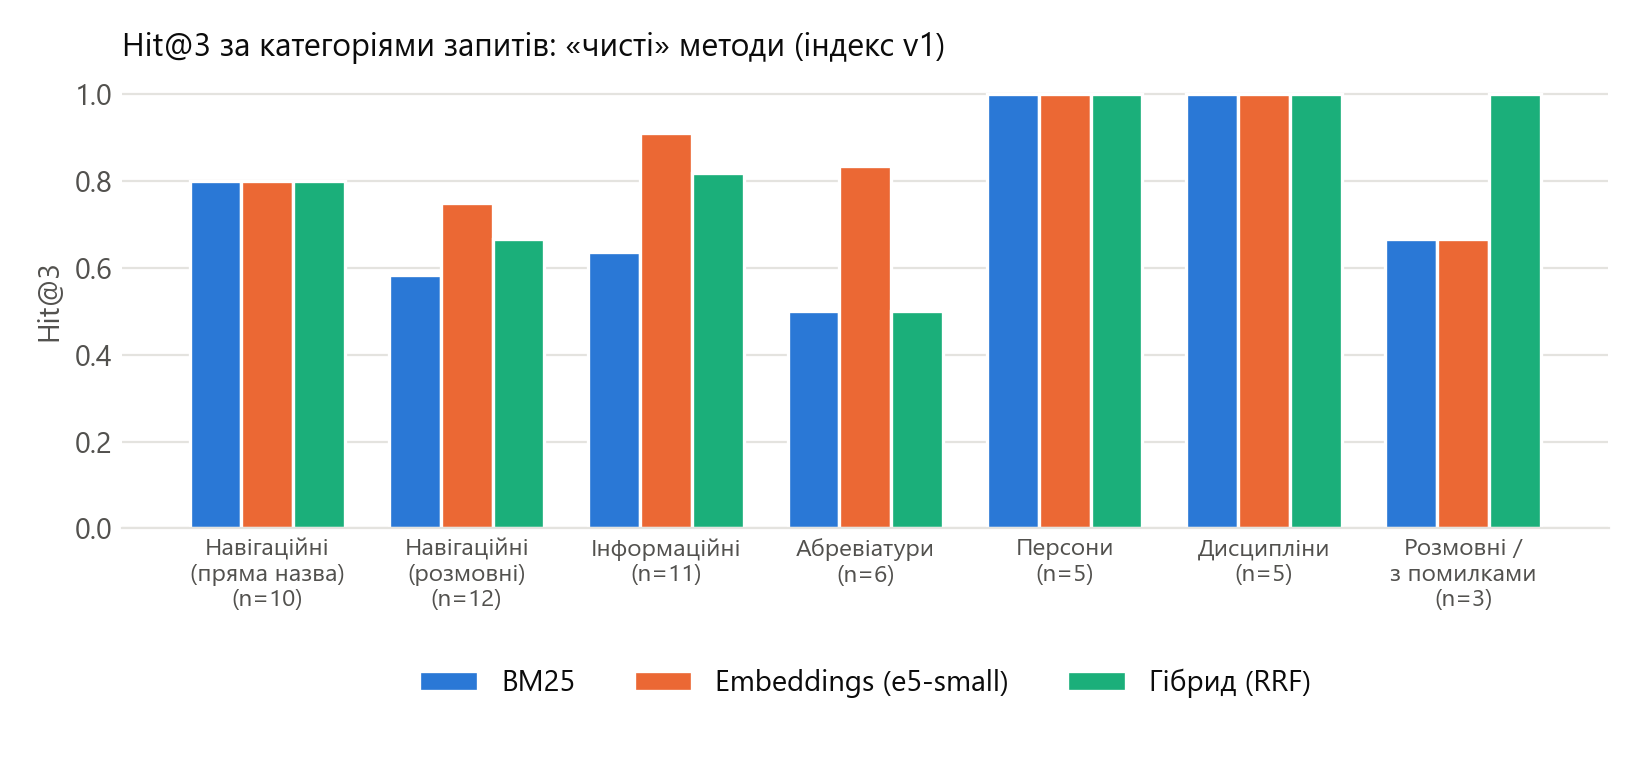 Hit@3 за категоріями запитів: «чисті» методи (індекс v1)
1.0
0.8
0.6
0.4
0.2
0.0
Hit@3
Навігаційні
(пряма назва)
(n=10)
Навігаційні
(розмовні)
(n=12)
Інформаційні
(n=11)
Абревіатури
(n=6)
Персони
(n=5)
Дисципліни
(n=5)
Розмовні /
з помилками
(n=3)
BM25
Embeddings (e5-small)
Гібрид (RRF)